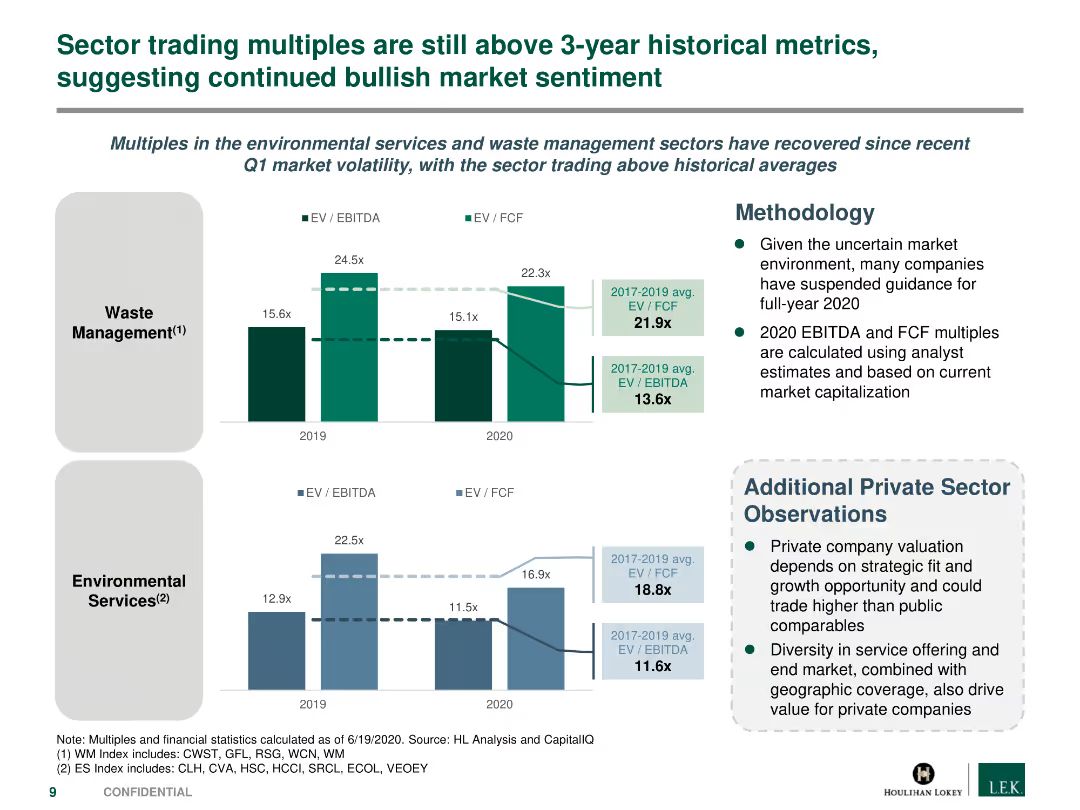 Sector trading multiples are still above 3-year historical metrics,
suggesting continued bullish market sentiment
Multiples in the environmental services and waste management sectors have recovered since recent
Q1 market volatility, with the sector trading above historical averages
Waste
Management(1)
EV / EBITDA
EV / FCF
15.6x
24.5x
15.1x
22.3x
2019
2020
2017-2019 avg.
EV / FCF
21.9x
2017-2019 avg.
EV / EBITDA
13.6x
Methodology
Given the uncertain market
environment, many companies
have suspended guidance for
full-year 2020
2020 EBITDA and FCF multiples
are calculated using analyst
estimates and based on current
market capitalization
Environmental
Services(2)
EV / EBITDA
EV / FCF
12.9x
22.5x
11.5x
16.9x
2019
2020
2017-2019 avg.
EV / FCF
18.8x
2017-2019 avg.
EV / EBITDA
11.6x
Additional Private Sector
Observations
Private company valuation
depends on strategic fit and
growth opportunity and could
trade higher than public
comparables
Diversity in service offering and
end market, combined with
geographic coverage, also drive
value for private companies
Note: Multiples and financial statistics calculated as of 6/19/2020. Source: HL Analysis and CapitalIQ
(1) WM Index includes: CWST, GFL, RSG, WCN, WM
(2) ES Index includes: CLH, CVA, HSC, HCCI, SRCL, ECOL, VEOEY
9
CONFIDENTIAL
HOULIHAN LOKEY
L.E.K.